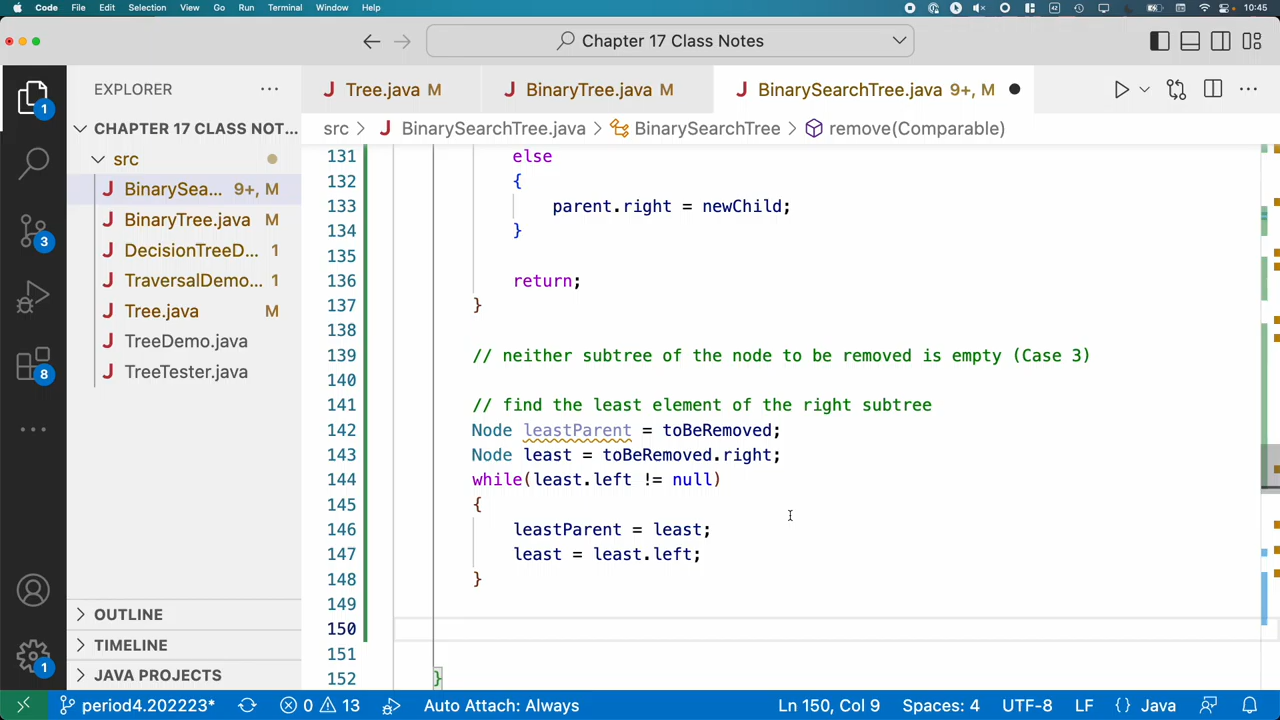 Code File Edit Selection View Go Run Terminal Window Help 10:45
Chapter 17 Class Notes
EXPLORER
Tree.java M
BinaryTree.java M
BinarySearchTree.java 9+, M
CHAPTER 17 CLASS NOT...
src > BinarySearchTree.java > BinarySearchTree > remove(Comparable)
src
BinarySea... 9+, M
BinaryTree.java M
DecisionTreeD... 1
TraversalDemo... 1
Tree.java M
TreeDemo.java
TreeTester.java
1
3
8
1
131 else
132 {
133 parent.right = newChild;
134 }
135
136 return;
137 }
138
139 // neither subtree of the node to be removed is empty (Case 3)
140
141 // find the least element of the right subtree
142 Node leastParent = toBeRemoved;
143 Node least = toBeRemoved.right;
144 while(least.left != null)
145 {
146 leastParent = least;
147 least = least.left;
148 }
149
150
151
152 }
OUTLINE
TIMELINE
JAVA PROJECTS
period4.202223* 0 13 Auto Attach: Always Ln 150, Col 9 Spaces: 4 UTF-8 LF {} Java